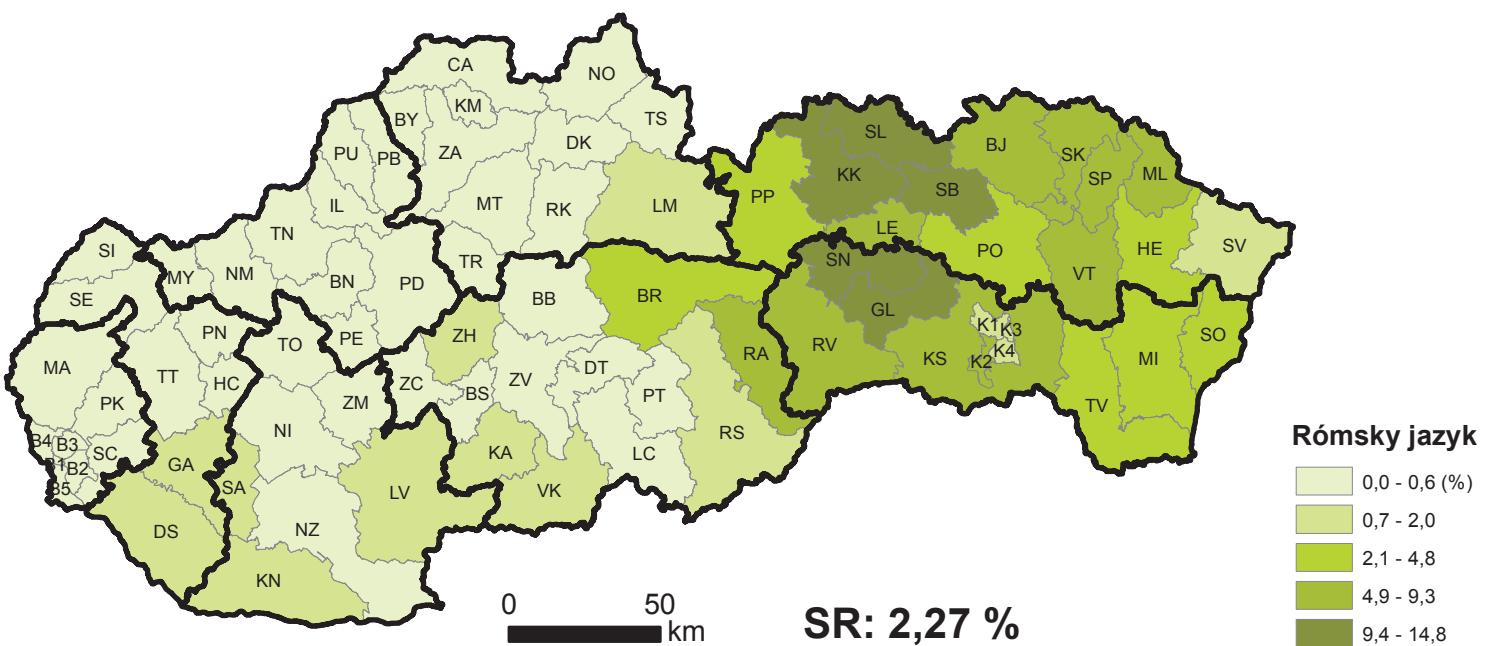 CA
NO
KM
TS
BY
DK
ZA
PU
PB
SL
BJ
SK
SP
ML
KK
SB
PP
MT
RK
LM
IL
TN
LE
PO
HE
SV
SI
TR
SN
VT
MY
NM
BN
PD
BB
BR
SE
GL
PN
TO
PE
ZH
K1
K3
SO
MA
TT
HC
ZC
DT
RA
RV
KS
K2
K4
MI
ZM
BS
ZV
PT
PK
TV
NI
RS
B4
B3
SC
GA
KA
LC
B1
B2
B5
SA
LV
VK
DS
NZ
KN
Rómsky jazyk
0,0 - 0,6 (%)
0,7 - 2,0
2,1 - 4,8
4,9 - 9,3
9,4 - 14,8
0 50
km
SR: 2,27 %